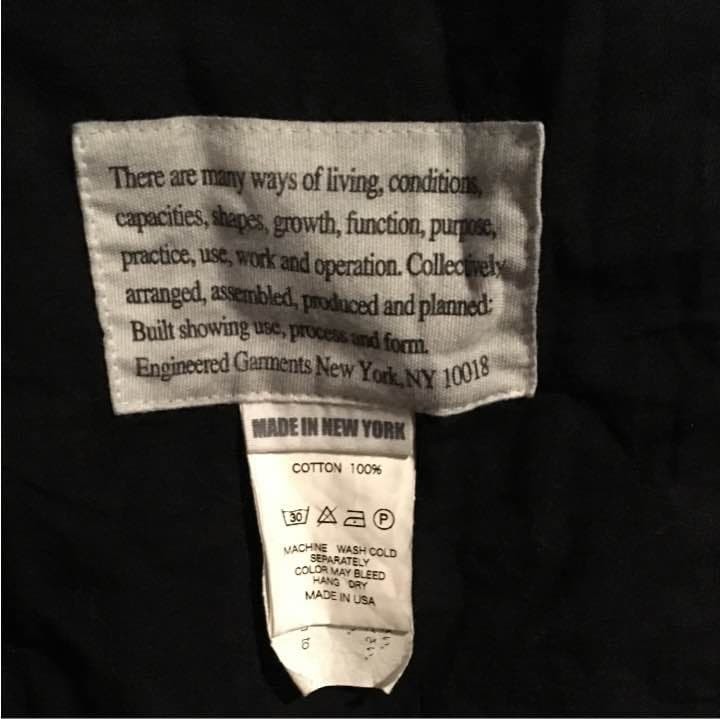 There are many ways of living, conditions,
capacities, shapes, growth, function, purpose,
practice, use, work and operation. Collectively
arranged, assembled, produced and planned:
Built showing use, process and form.
Engineered Garments New York, NY 10018
MADE IN NEW YORK
COTTON 100%
30 P
MACHINE WASH COLD
SEPARATELY
COLOR MAY BLEED
HANG DRY
MADE IN USA